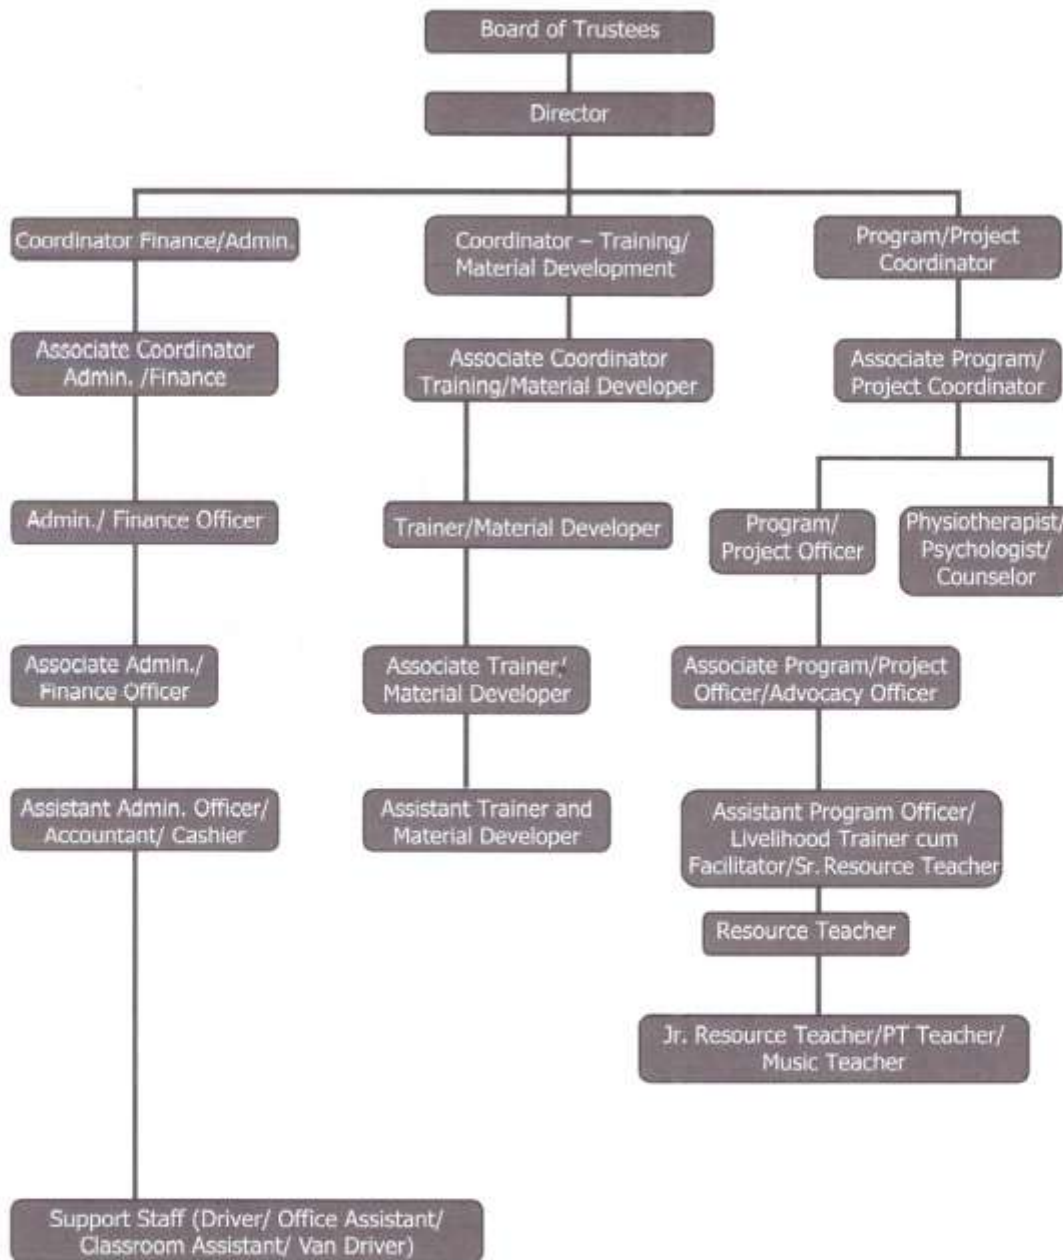 Board of Trustees
Director
Coordinator Finance/Admin.
Coordinator – Training/
Material Development
Program/Project
Coordinator
Associate Coordinator
Admin. /Finance
Associate Coordinator
Training/Material Developer
Associate Program/
Project Coordinator
Admin./ Finance Officer
Trainer/Material Developer
Program/
Project Officer
Physiotherapist/
Psychologist/
Counselor
Associate Admin./
Finance Officer
Associate Trainer/
Material Developer
Associate Program/Project
Officer/Advocacy Officer
Assistant Admin. Officer/
Accountant/ Cashier
Assistant Trainer and
Material Developer
Assistant Program Officer/
Livelihood Trainer cum
Facilitator/Sr. Resource Teacher
Resource Teacher
Jr. Resource Teacher/PT Teacher/
Music Teacher
Support Staff (Driver/ Office Assistant/
Classroom Assistant/ Van Driver)